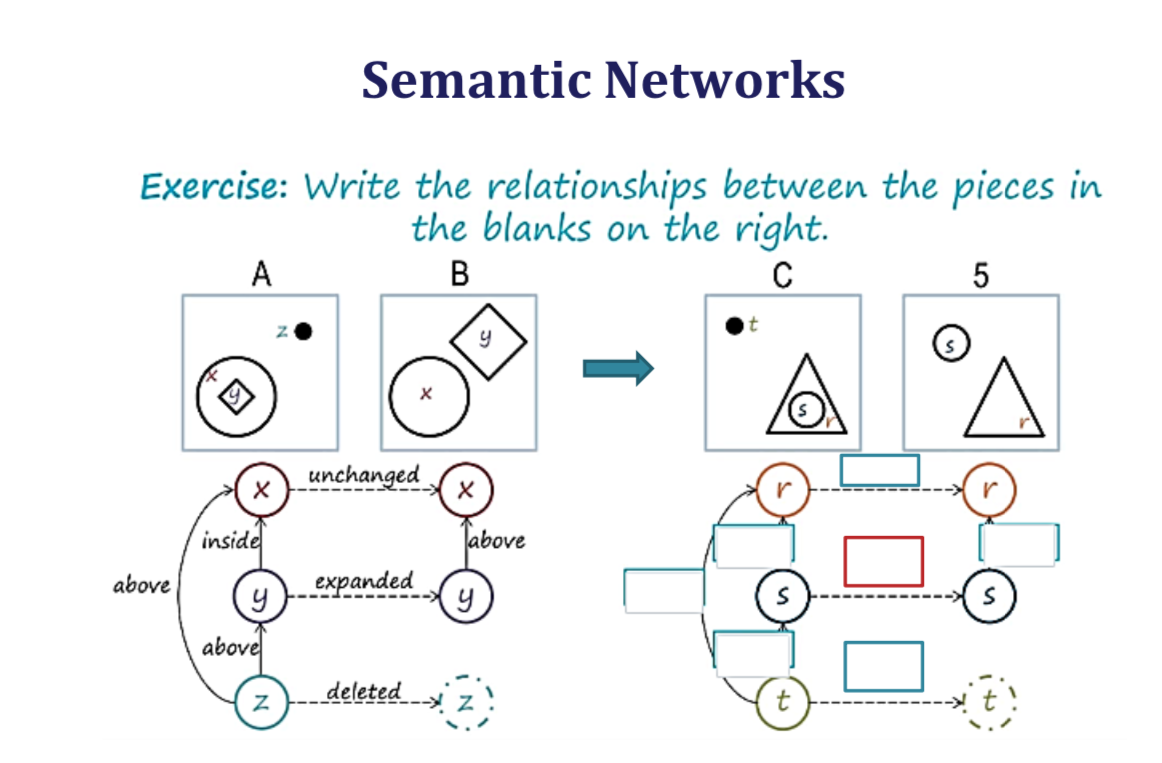 Semantic Networks
Exercise: Write the relationships between the pieces in
the blanks on the right.
A B C 5
z y t s
x y x s r r
x unchanged x r r
inside above
above expanded
y y s s
above
deleted
z z t t